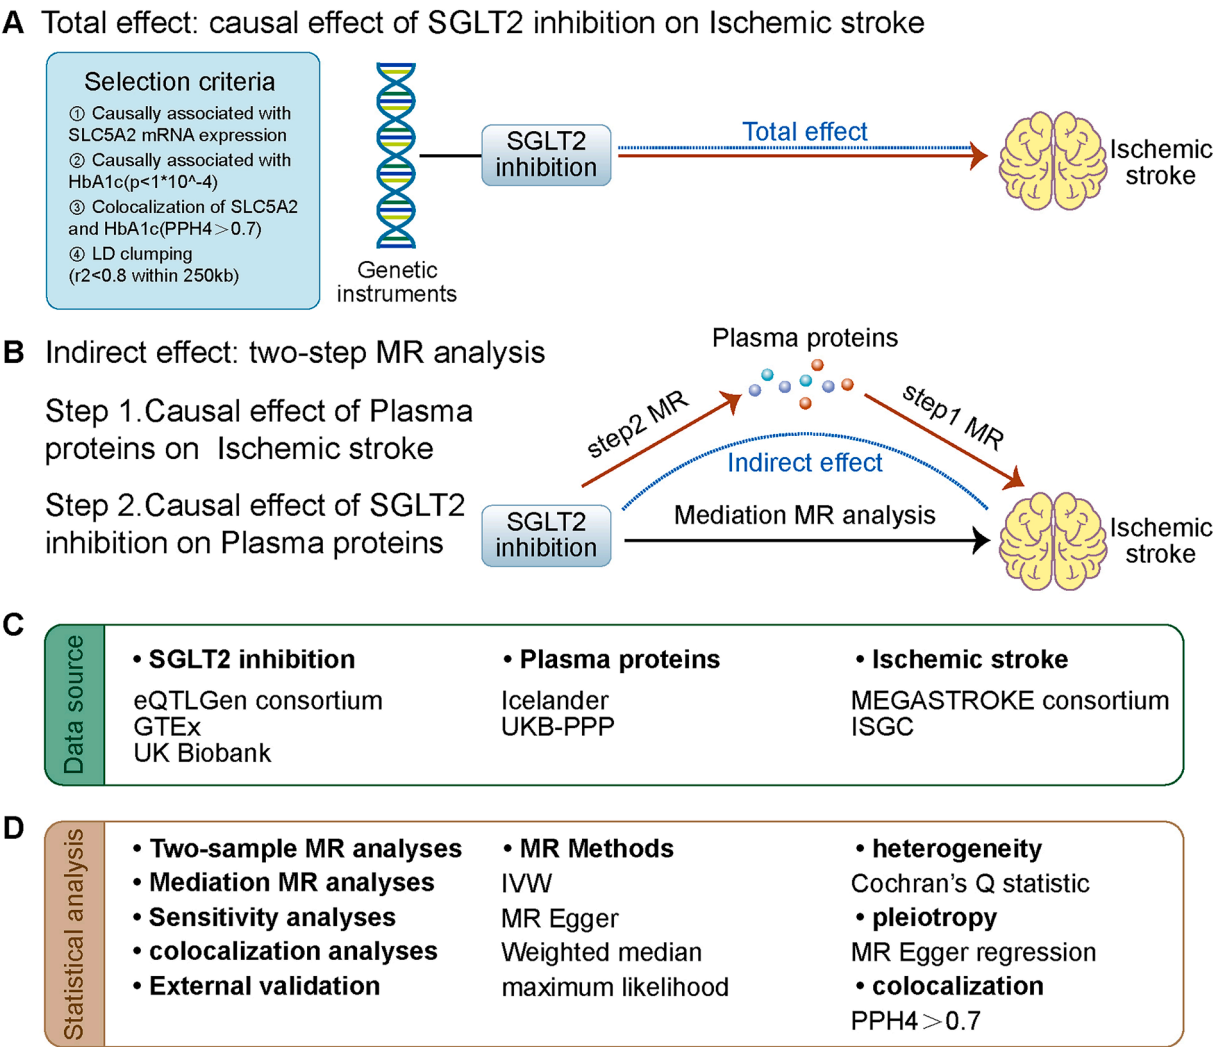 A Total effect: causal effect of SGLT2 inhibition on Ischemic stroke
Selection criteria
① Causally associated with
SLC5A2 mRNA expression
② Causally associated with
HbA1c(p<1*10^-4)
③ Colocalization of SLC5A2
and HbA1c(PPH4＞0.7)
④ LD clumping
(r2<0.8 within 250kb)
Genetic
instruments
SGLT2
inhibition
Total effect
Ischemic
stroke
B Indirect effect: two-step MR analysis
Step 1.Causal effect of Plasma
proteins on Ischemic stroke
Step 2.Causal effect of SGLT2
inhibition on Plasma proteins
Plasma proteins
step2 MR
step1 MR
Indirect effect
Mediation MR analysis
SGLT2
inhibition
Ischemic
stroke
C
Data source
• SGLT2 inhibition
eQTLGen consortium
GTEx
UK Biobank
• Plasma proteins
Icelander
UKB-PPP
• Ischemic stroke
MEGASTROKE consortium
ISGC
D
Statistical analysis
• Two-sample MR analyses
• Mediation MR analyses
• Sensitivity analyses
• colocalization analyses
• External validation
• MR Methods
IVW
MR Egger
Weighted median
maximum likelihood
• heterogeneity
Cochran's Q statistic
• pleiotropy
MR Egger regression
• colocalization
PPH4＞0.7